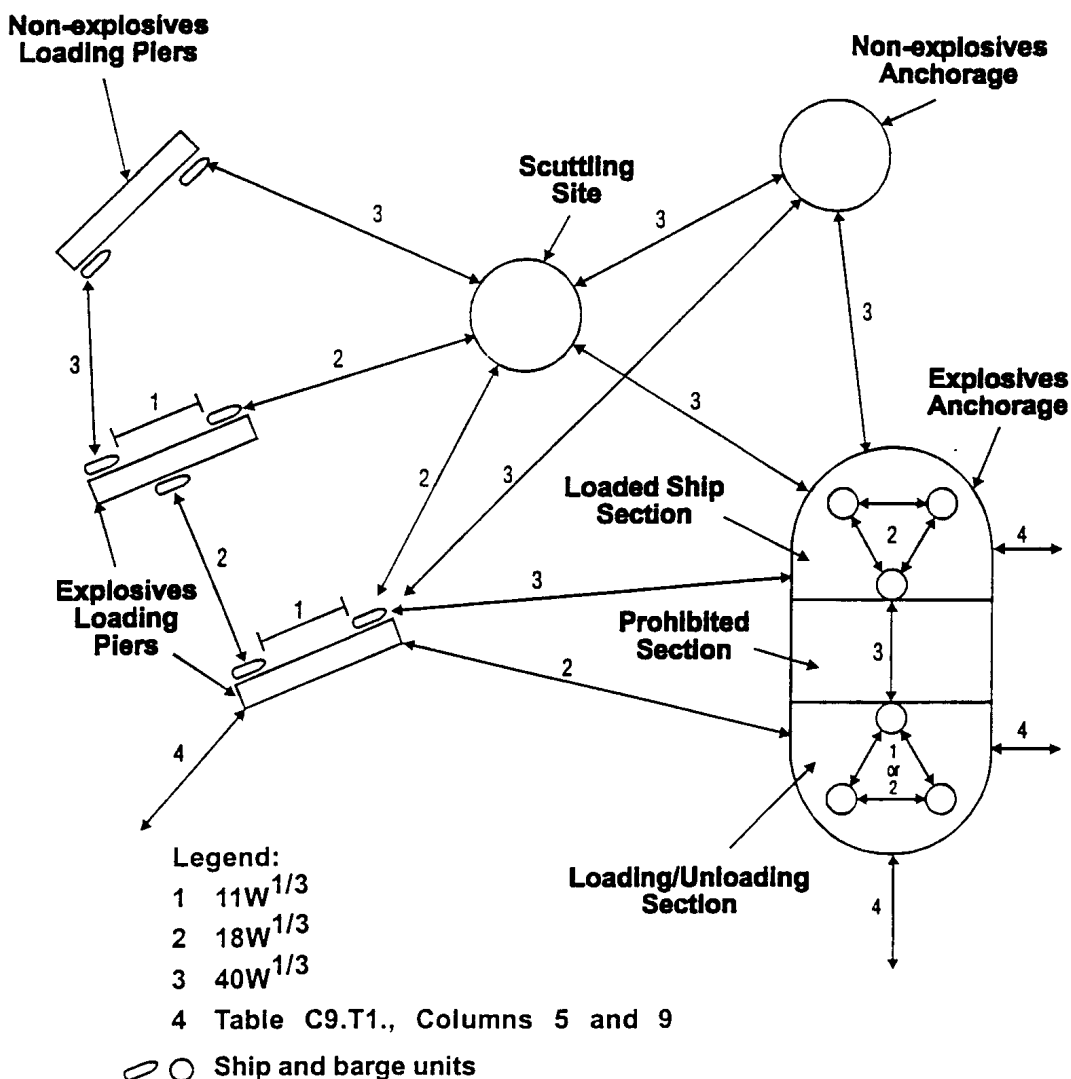 Non-explosives
Loading Piers
Non-explosives
Anchorage
Scuttling
Site
3
3
3
3
2
1
3
Explosives
Anchorage
2
3
Loaded Ship
Section
2
4
2
Explosives
Loading
Piers
1
3
Prohibited
Section
3
2
4
4
1
or
2
Loading/Unloading
Section
4
Legend:
1 11W1/3
2 18W1/3
3 40W1/3
4 Table C9.T1., Columns 5 and 9
Ship and barge units